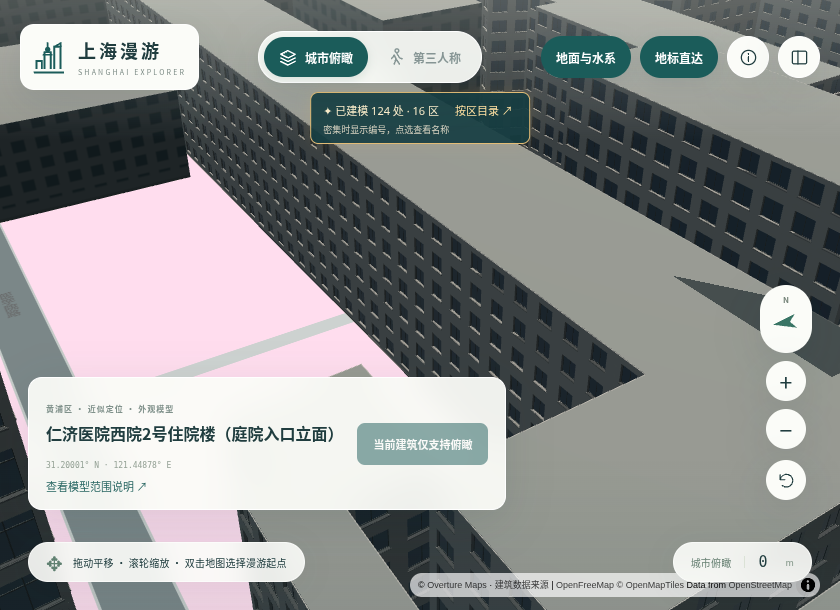 上海漫游
SHANGHAI EXPLORER
城市俯瞰
第三人称
地面与水系
地标直达
✦ 已建模 124 处 · 16 区 按区目录 ↗
密集时显示编号，点选查看名称
N
黄浦区 · 近似定位 · 外观模型
仁济医院西院2号住院楼（庭院入口立面）
31.20001° N · 121.44878° E
查看模型范围说明 ↗
当前建筑仅支持俯瞰
拖动平移 · 滚轮缩放 · 双击地图选择漫游起点
城市俯瞰 0 m
© Overture Maps · 建筑数据来源 | OpenFreeMap © OpenMapTiles Data from OpenStreetMap